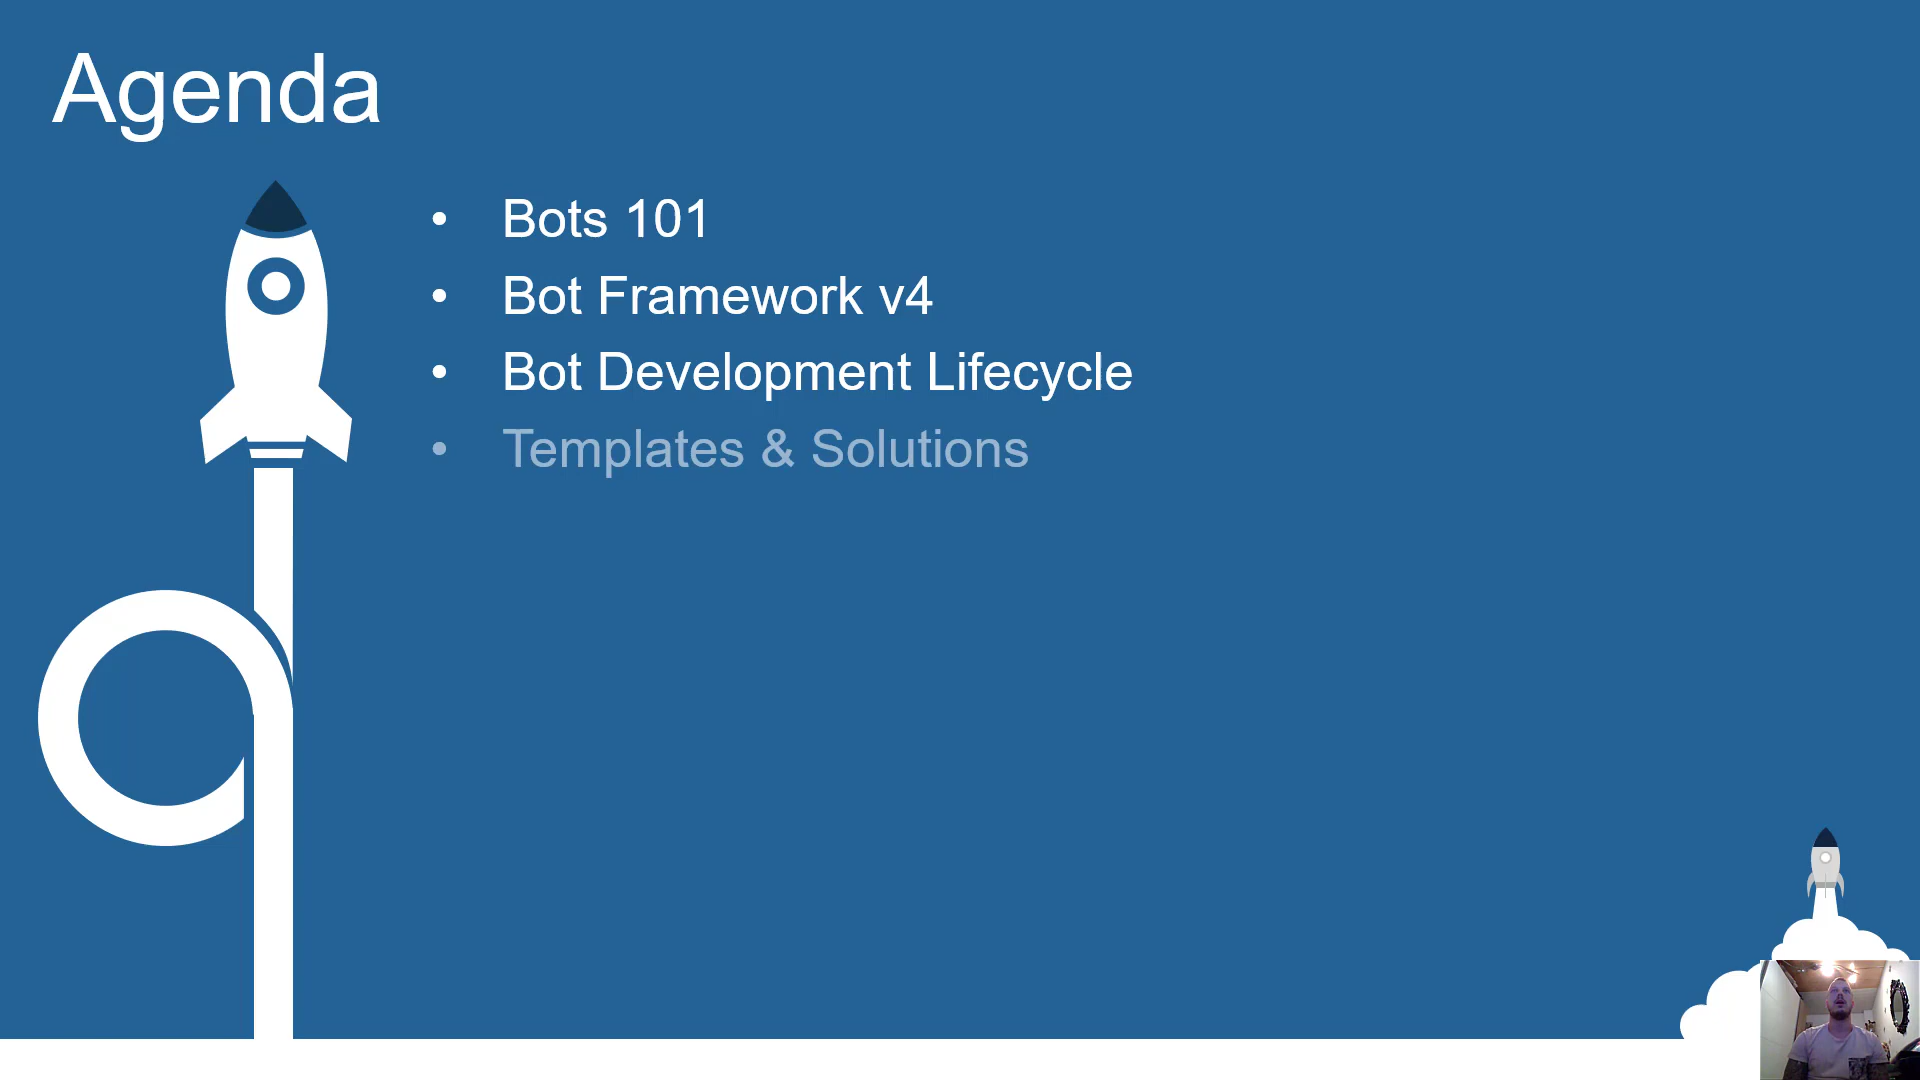 Agenda
• Bots 101
• Bot Framework v4
• Bot Development Lifecycle
• Templates & Solutions